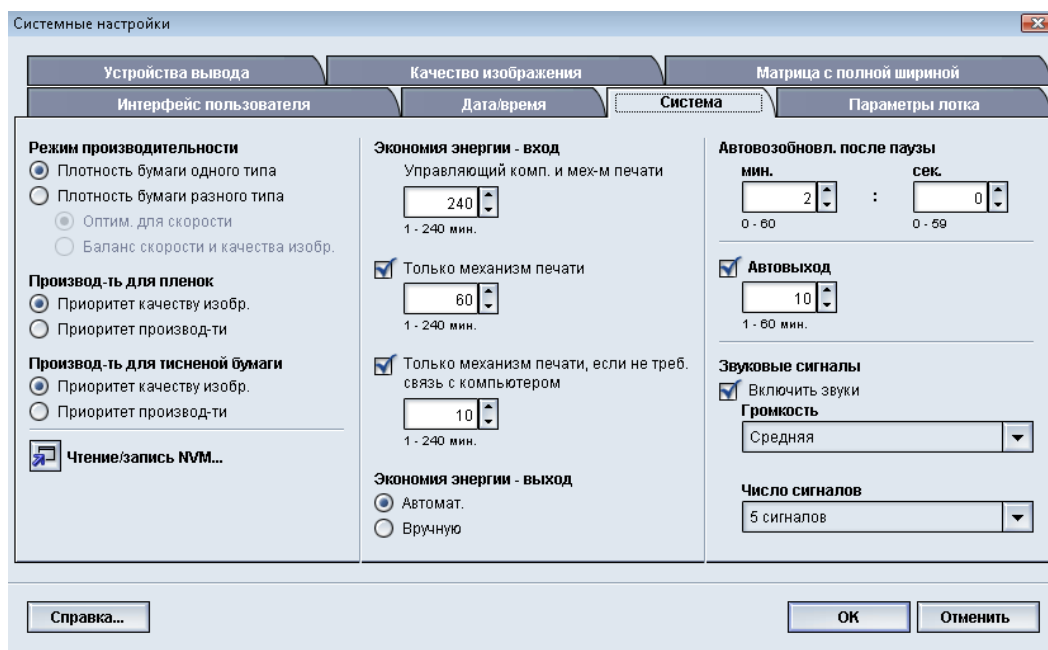 Системные настройки
Устройства вывода
Качество изображения
Матрица с полной шириной
Интерфейс пользователя
Дата/время
Система
Параметры лотка
Режим производительности
Плотность бумаги одного типа
Плотность бумаги разного типа
Оптим. для скорости
Баланс скорости и качества изобр.
Производ-ть для пленок
Приоритет качеству изобр.
Приоритет производ-ти
Производ-ть для тисненой бумаги
Приоритет качеству изобр.
Приоритет производ-ти
Чтение/запись NVM...
Экономия энергии - вход
Управляющий комп. и мех-м печати
240
1 - 240 мин.
Только механизм печати
60
1 - 240 мин.
Только механизм печати, если не треб.
связь с компьютером
10
1 - 240 мин.
Экономия энергии - выход
Автомат.
Вручную
Автовозобновл. после паузы
мин.
сек.
2
:
0
0 - 60
0 - 59
Автовыход
10
1 - 60 мин.
Звуковые сигналы
Включить звуки
Громкость
Средняя
Число сигналов
5 сигналов
Справка...
OK
Отменить